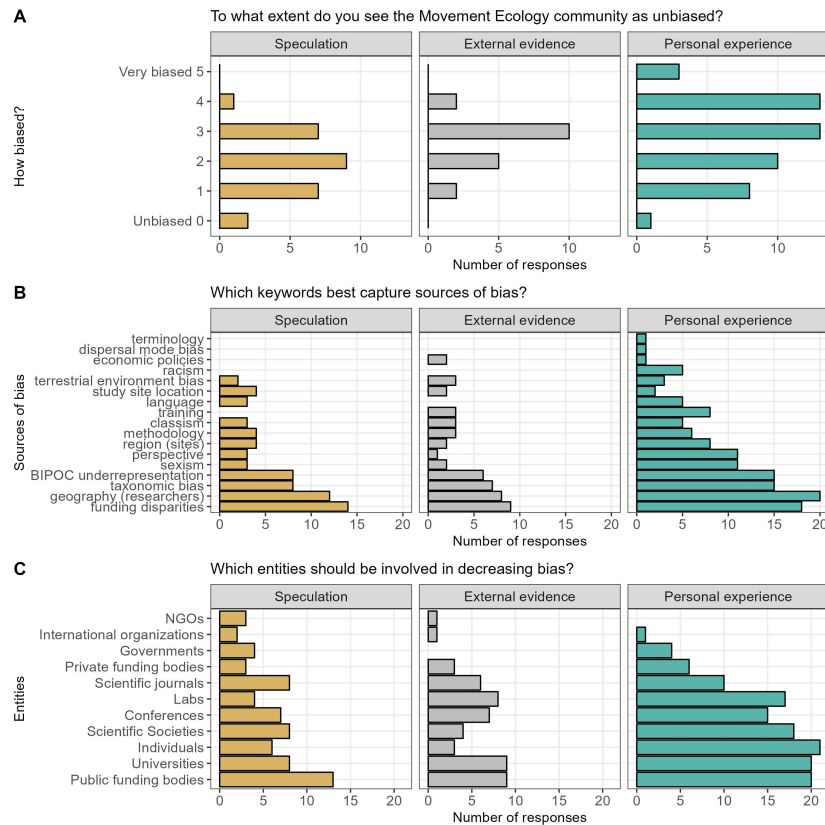 A
To what extent do you see the Movement Ecology community as unbiased?
Speculation External evidence Personal experience
Very biased 5
4
3
2
1
Unbiased 0
How biased?
0 5 10 0 5 10 0 5 10
Number of responses
B
Which keywords best capture sources of bias?
Speculation External evidence Personal experience
terminology
dispersal mode bias
economic policies
racism
terrestrial environment bias
study site location
language
training
classism
methodology
region (sites)
perspective
sexism
BIPOC underrepresentation
taxonomic bias
geography (researchers)
funding disparities
Sources of bias
0 5 10 15 20 0 5 10 15 20 0 5 10 15 20
Number of responses
C
Which entities should be involved in decreasing bias?
Speculation External evidence Personal experience
NGOs
International organizations
Governments
Private funding bodies
Scientific journals
Labs
Conferences
Scientific Societies
Individuals
Universities
Public funding bodies
Entities
0 5 10 15 20 0 5 10 15 20 0 5 10 15 20
Number of responses